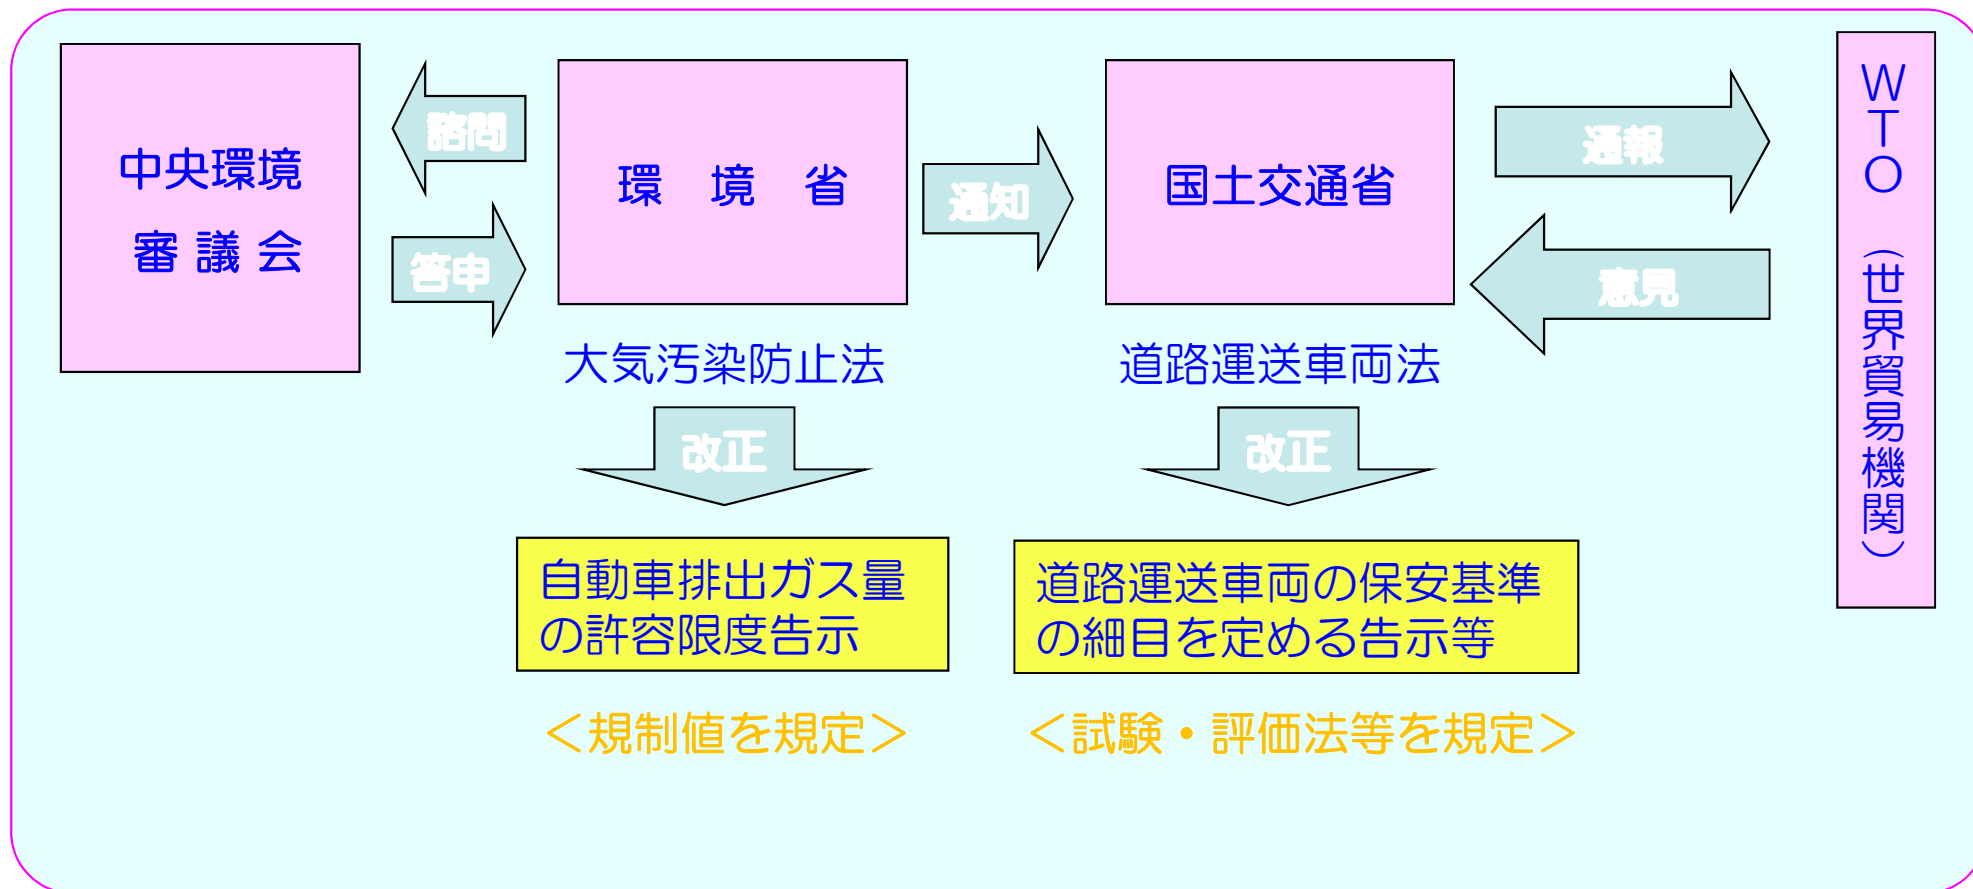 中央環境
審議会
諮問
答申
環　境　省
通知
国土交通省
通報
意見
WTO（世界貿易機関）
大気汚染防止法
道路運送車両法
改正
改正
自動車排出ガス量
の許容限度告示
道路運送車両の保安基準
の細目を定める告示等
＜規制値を規定＞
＜試験・評価法等を規定＞